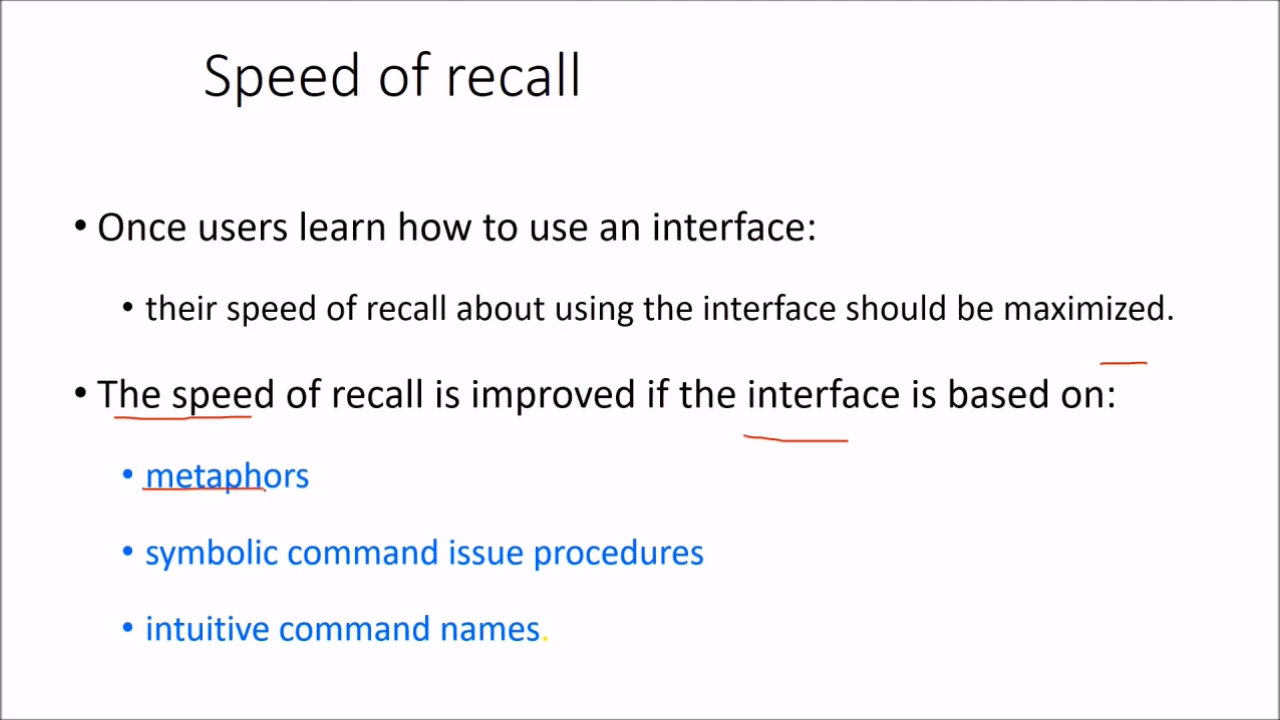 Speed of recall
• Once users learn how to use an interface:
• their speed of recall about using the interface should be maximized.
• The speed of recall is improved if the interface is based on:
• metaphors
• symbolic command issue procedures
• intuitive command names.